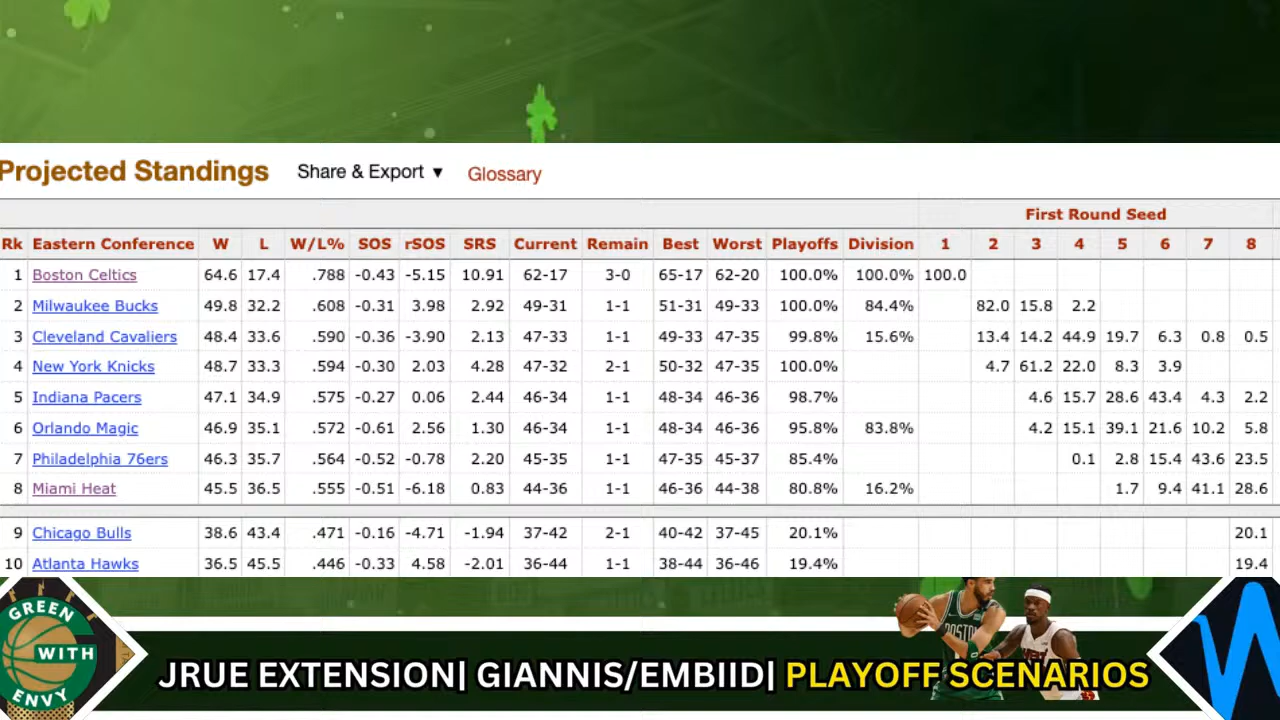 Projected Standings Share & Export ▼ Glossary
First Round Seed
Rk Eastern Conference W L W/L% SOS rSOS SRS Current Remain Best Worst Playoffs Division 1 2 3 4 5 6 7 8
1 Boston Celtics 64.6 17.4 .788 -0.43 -5.15 10.91 62-17 3-0 65-17 62-20 100.0% 100.0% 100.0
2 Milwaukee Bucks 49.8 32.2 .608 -0.31 3.98 2.92 49-31 1-1 51-31 49-33 100.0% 84.4% 82.0 15.8 2.2
3 Cleveland Cavaliers 48.4 33.6 .590 -0.36 -3.90 2.13 47-33 1-1 49-33 47-35 99.8% 15.6% 13.4 14.2 44.9 19.7 6.3 0.8 0.5
4 New York Knicks 48.7 33.3 .594 -0.30 2.03 4.28 47-32 2-1 50-32 47-35 100.0% 4.7 61.2 22.0 8.3 3.9
5 Indiana Pacers 47.1 34.9 .575 -0.27 0.06 2.44 46-34 1-1 48-34 46-36 98.7% 4.6 15.7 28.6 43.4 4.3 2.2
6 Orlando Magic 46.9 35.1 .572 -0.61 2.56 1.30 46-34 1-1 48-34 46-36 95.8% 83.8% 4.2 15.1 39.1 21.6 10.2 5.8
7 Philadelphia 76ers 46.3 35.7 .564 -0.52 -0.78 2.20 45-35 1-1 47-35 45-37 85.4% 0.1 2.8 15.4 43.6 23.5
8 Miami Heat 45.5 36.5 .555 -0.51 -6.18 0.83 44-36 1-1 46-36 44-38 80.8% 16.2% 1.7 9.4 41.1 28.6
9 Chicago Bulls 38.6 43.4 .471 -0.16 -4.71 -1.94 37-42 2-1 40-42 37-45 20.1% 20.1
10 Atlanta Hawks 36.5 45.5 .446 -0.33 4.58 -2.01 36-44 1-1 38-44 36-46 19.4% 19.4
GREEN
WITH
ENVY
JRUE EXTENSION| GIANNIS/EMBIID| PLAYOFF SCENARIOS